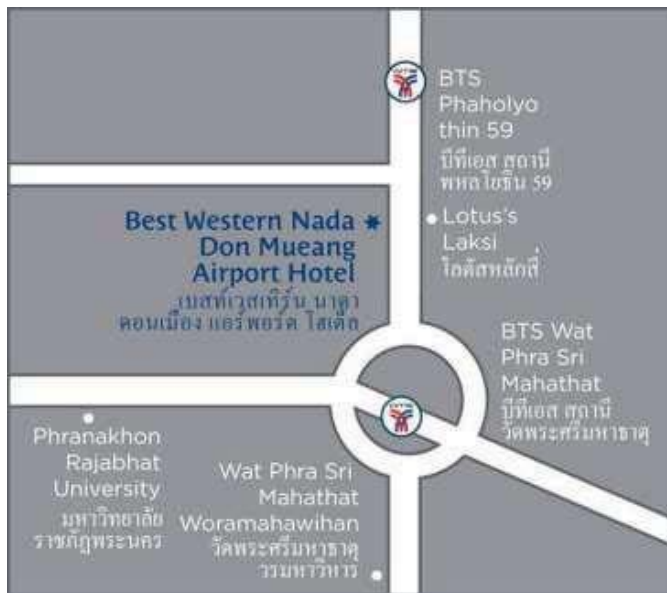 BTS
Phaholyo
thin 59
บีทีเอส สถานี
พหลโยธิน 59
Best Western Nada
Don Mueang
Airport Hotel
เบสท์เวสเทิร์น นาดา
ดอนเมือง แอร์พอร์ต โฮเต็ล
Lotus's
Laksi
โลตัสหลักสี่
BTS Wat
Phra Sri
Mahathat
บีทีเอส สถานี
วัดพระศรีมหาธาตุ
Phranakhon
Rajabhat
University
มหาวิทยาลัย
ราชภัฏพระนคร
Wat Phra Sri
Mahathat
Woramahawihan
วัดพระศรีมหาธาตุ
วรมหาวิหาร